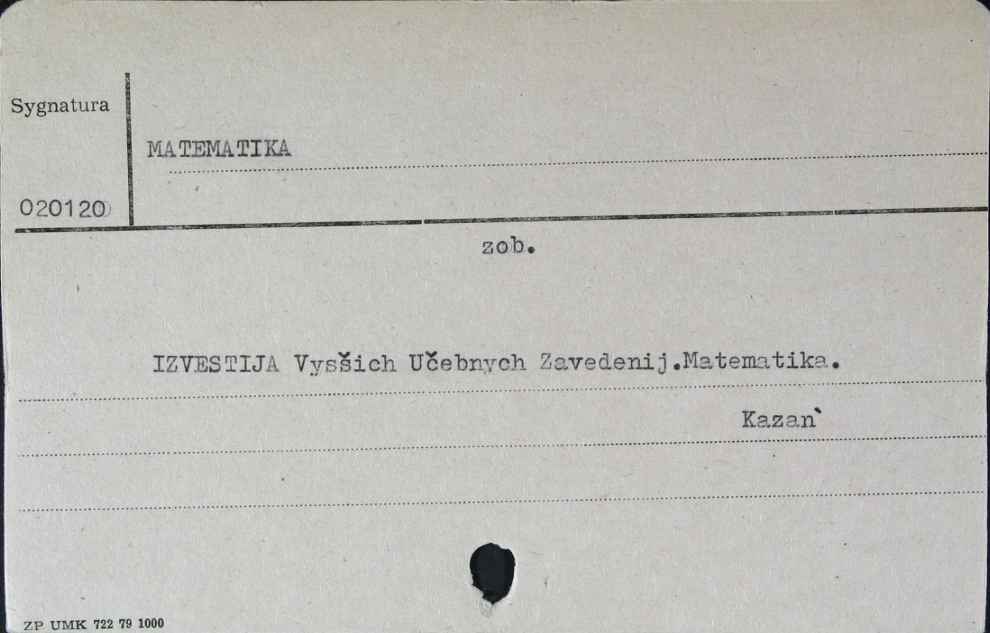 Sygnatura
MATEMATIKA
020120
zob.
IZVESTIJA Vysšich Učebnych Zavedenij.Matematika.
Kazan`
ZP UMK 722 79 1000